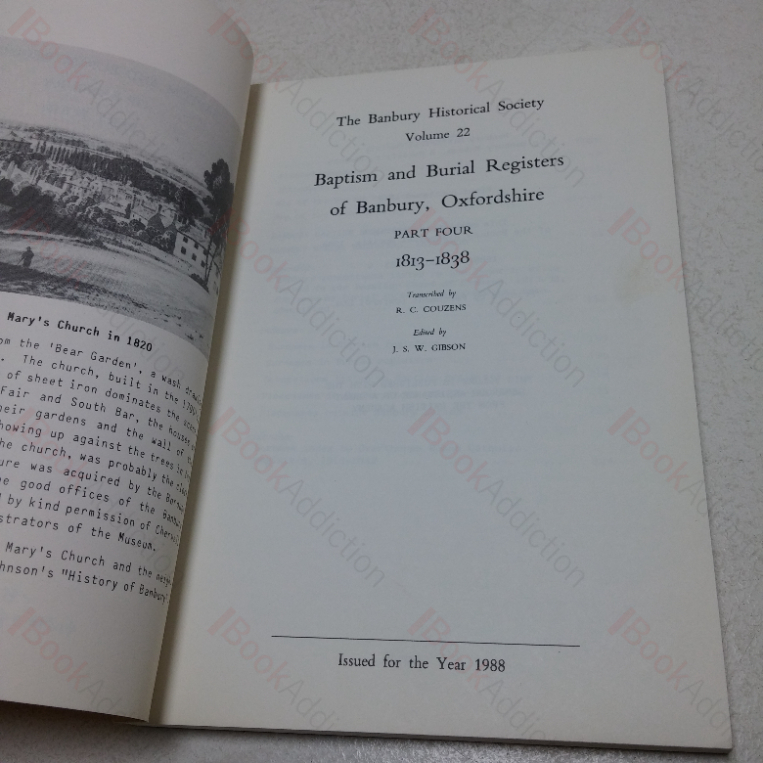 Mary's Church in 1820
om the 'Bear Garden', a wash
The church, built in the
of sheet iron dominates the
Fair and South Bar, the houses
heir gardens and the wall of
howing up against the trees
he church, was probably the
ure was acquired by the
e good offices of the
by kind permission of
strators of the Museum.
Mary's Church and the
hnson's "History of Banbury"
The Banbury Historical Society
Volume 22
Baptism and Burial Registers
of Banbury, Oxfordshire
PART FOUR
1813–1838
Transcribed by
R. C. COUZENS
Edited by
J. S. W. GIBSON
Issued for the Year 1988
BookAddiction